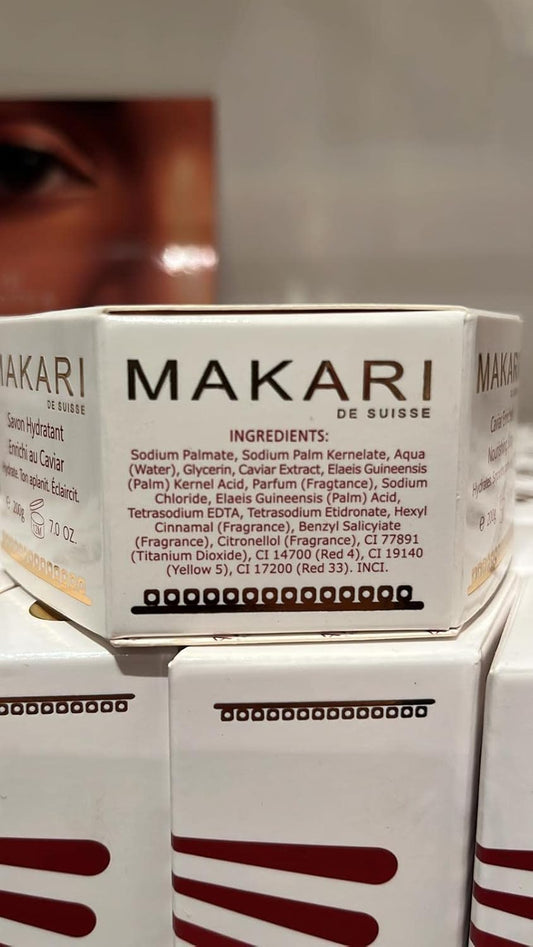 MAKARI
DE SUISSE
Savon Hydratant
Enrichi au Caviar
Hydrate. Ton aplanit. Éclaircit.
e 200g 12M 7.0 OZ.
MAKARI
DE SUISSE
INGREDIENTS:
Sodium Palmate, Sodium Palm Kernelate, Aqua
(Water), Glycerin, Caviar Extract, Elaeis Guineensis
(Palm) Kernel Acid, Parfum (Fragtance), Sodium
Chloride, Elaeis Guineensis (Palm) Acid,
Tetrasodium EDTA, Tetrasodium Etidronate, Hexyl
Cinnamal (Fragrance), Benzyl Salicyiate
(Fragrance), Citronellol (Fragrance), CI 77891
(Titanium Dioxide), CI 14700 (Red 4), CI 19140
(Yellow 5), CI 17200 (Red 33). INCI.
MAKARI
DE SUISSE
Caviar
Nourishing
Hydrates.
e 200g